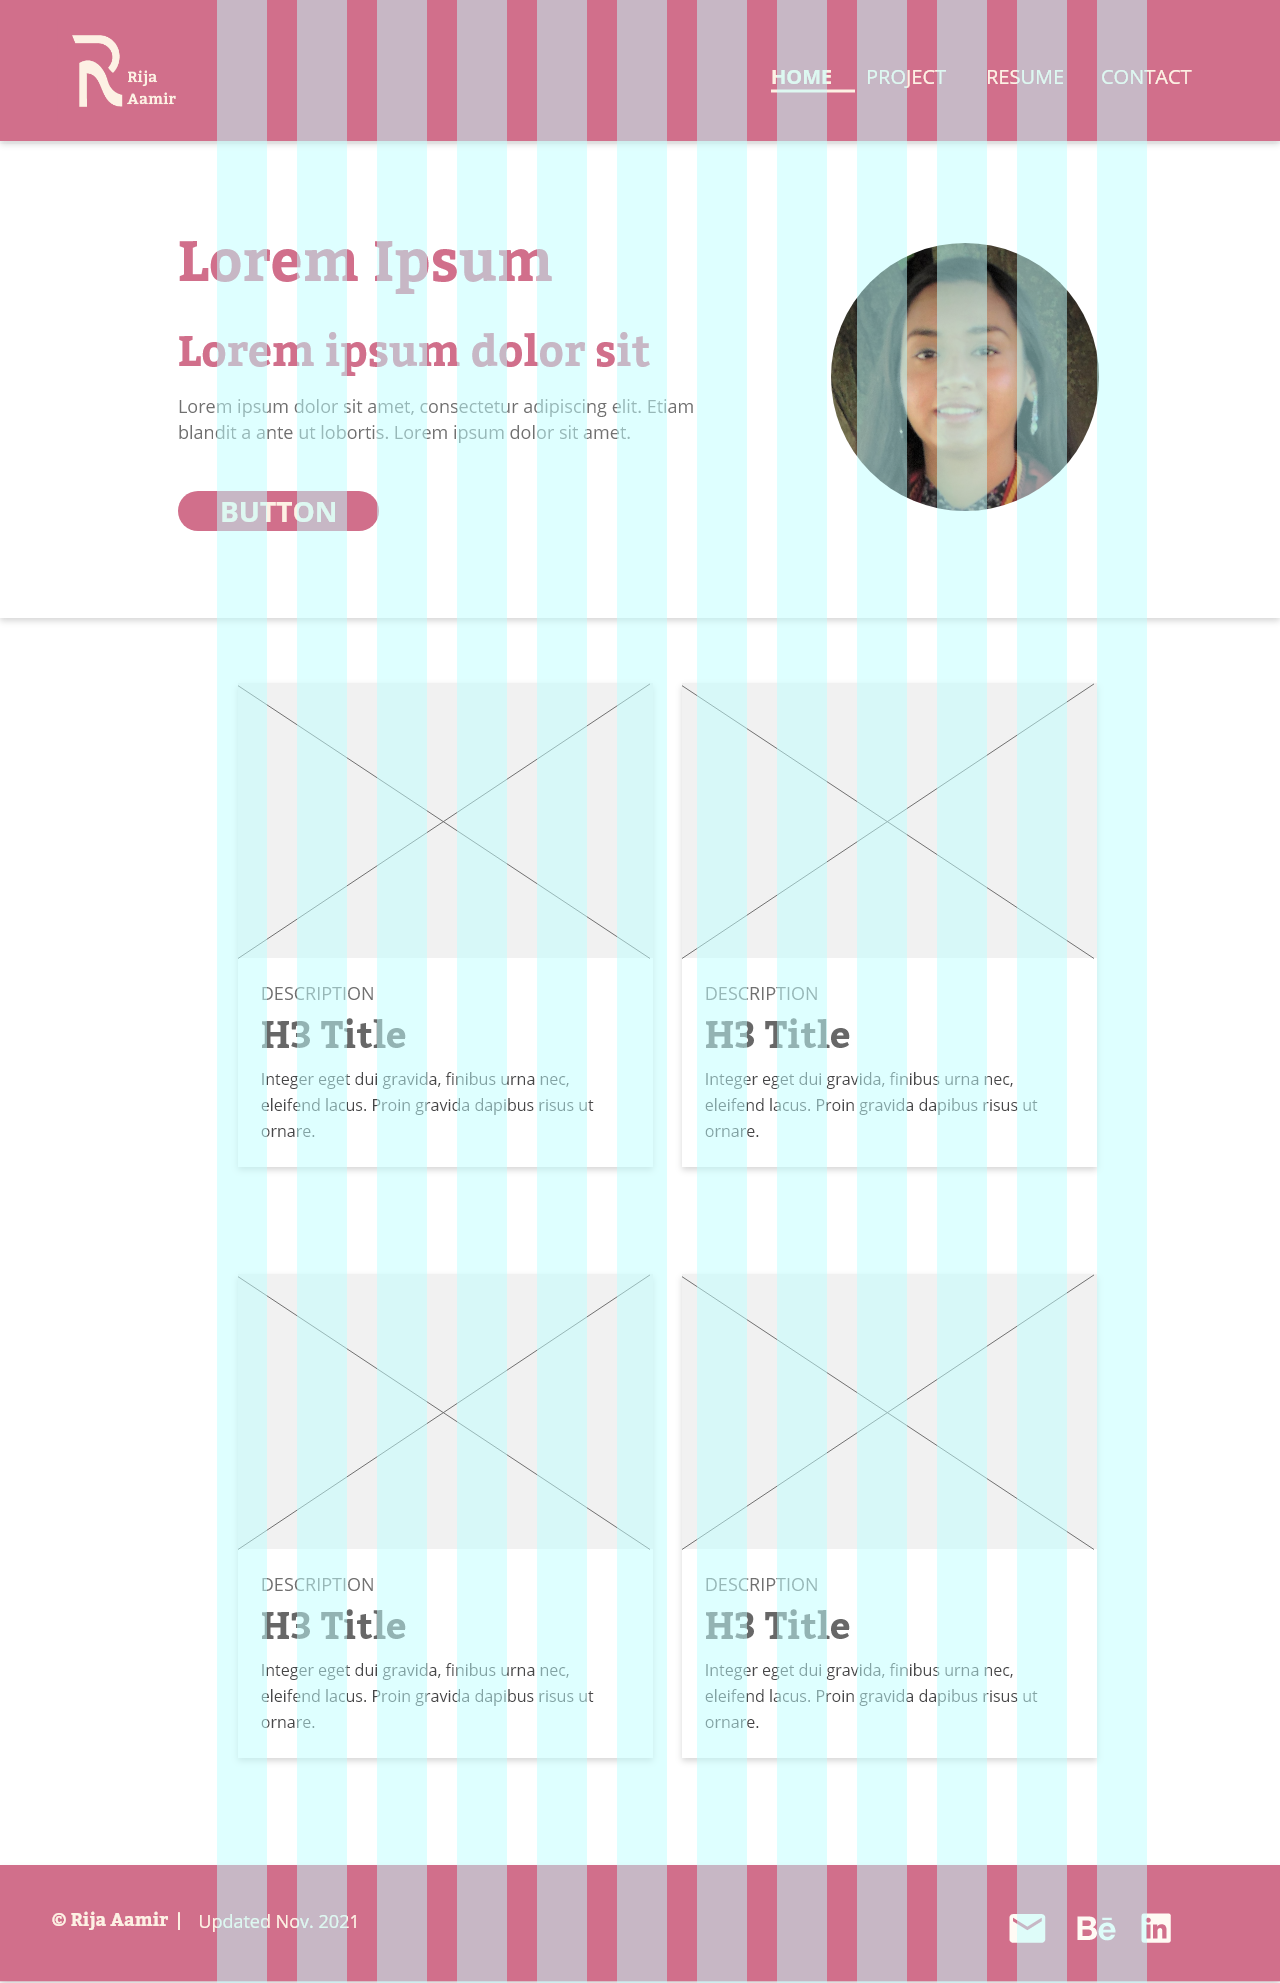 Rija
Aamir
HOME PROJECT RESUME CONTACT
Lorem Ipsum
Lorem ipsum dolor sit
Lorem ipsum dolor sit amet, consectetur adipiscing elit. Etiam
blandit a ante ut lobortis. Lorem ipsum dolor sit amet.
BUTTON
DESCRIPTION
H3 Title
Integer eget dui gravida, finibus urna nec,
eleifend lacus. Proin gravida dapibus risus ut
ornare.
DESCRIPTION
H3 Title
Integer eget dui gravida, finibus urna nec,
eleifend lacus. Proin gravida dapibus risus ut
ornare.
DESCRIPTION
H3 Title
Integer eget dui gravida, finibus urna nec,
eleifend lacus. Proin gravida dapibus risus ut
ornare.
DESCRIPTION
H3 Title
Integer eget dui gravida, finibus urna nec,
eleifend lacus. Proin gravida dapibus risus ut
ornare.
© Rija Aamir | Updated Nov. 2021
Bē in